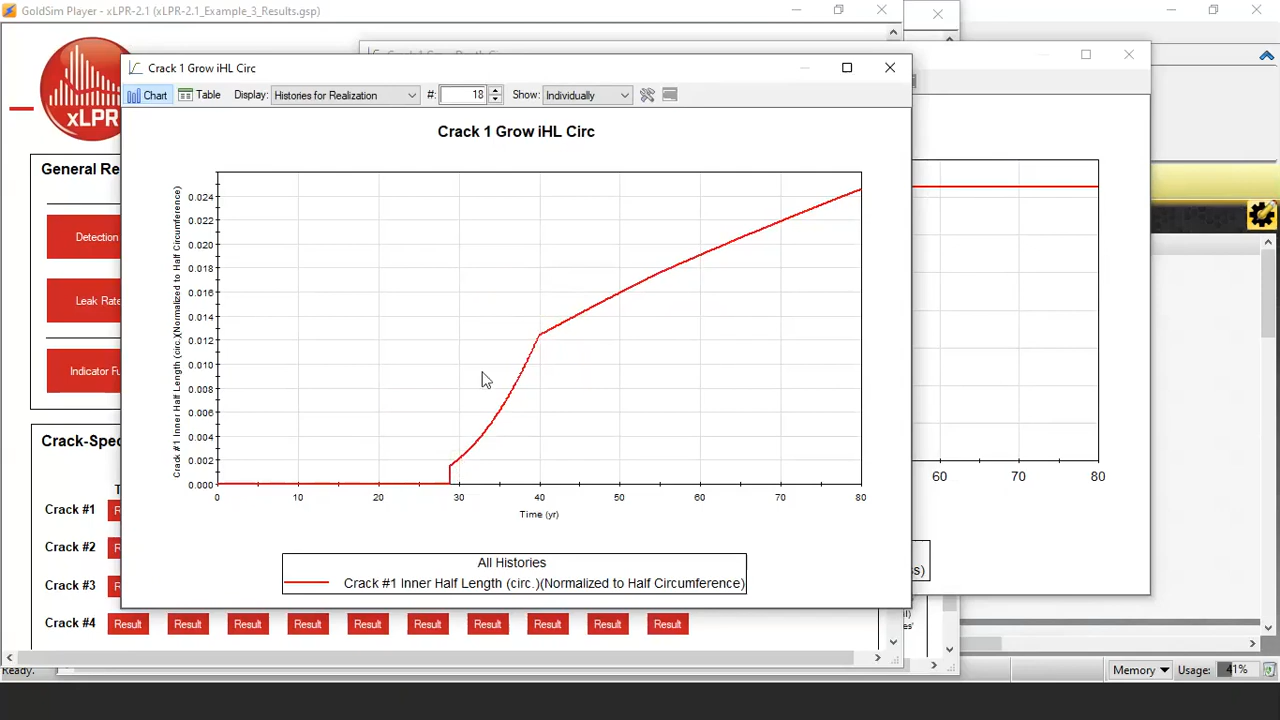 GoldSim Player - xLPR-2.1 (xLPR-2.1_Example_3_Results.gsp)
xLPR
Crack 1 Grow iHL Circ
Chart
Table
Display:
Histories for Realization
#:
18
Show:
Individually
Crack 1 Grow iHL Circ
General Re
Detection
Leak Rate
Indicator Fu
Crack-Spe
Crack #1
Crack #2
Crack #3
Crack #4
Result Result Result Result Result Result Result Result Result Result
Crack #1 Inner Half Length (circ.)(Normalized to Half Circumference)
0.024
0.022
0.020
0.018
0.016
0.014
0.012
0.010
0.008
0.006
0.004
0.002
0.000
0 10 20 30 40 50 60 70 80
Time (yr)
All Histories
Crack #1 Inner Half Length (circ.)(Normalized to Half Circumference)
60 70 80
ss)
Ready.
Memory
Usage:
41%